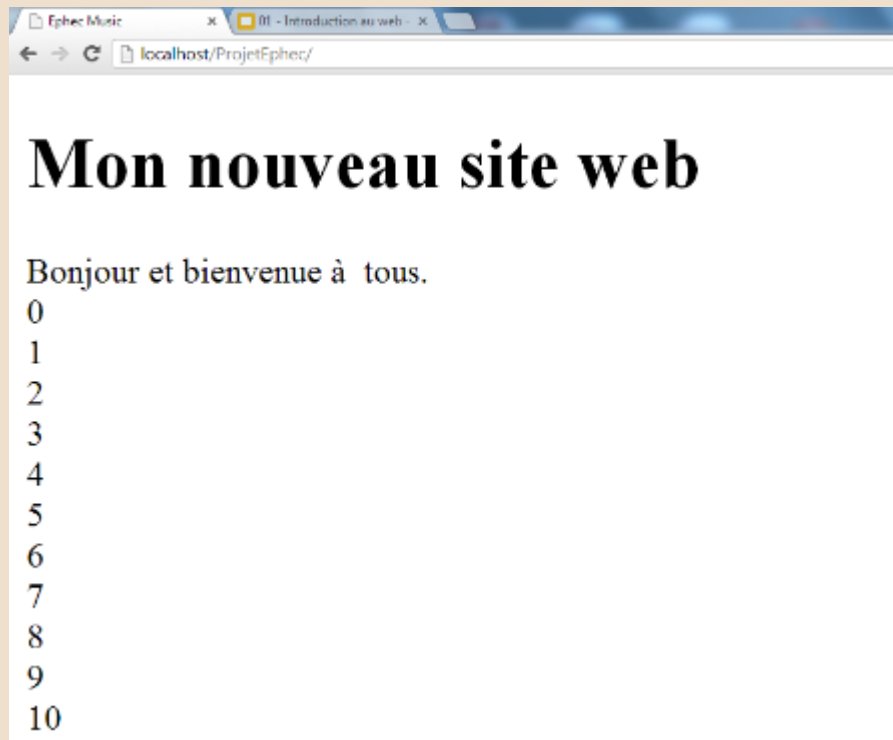 Ephec Music
01 - Introduction au web -
localhost/ProjetEphec/
Mon nouveau site web
Bonjour et bienvenue à  tous.
0
1
2
3
4
5
6
7
8
9
10